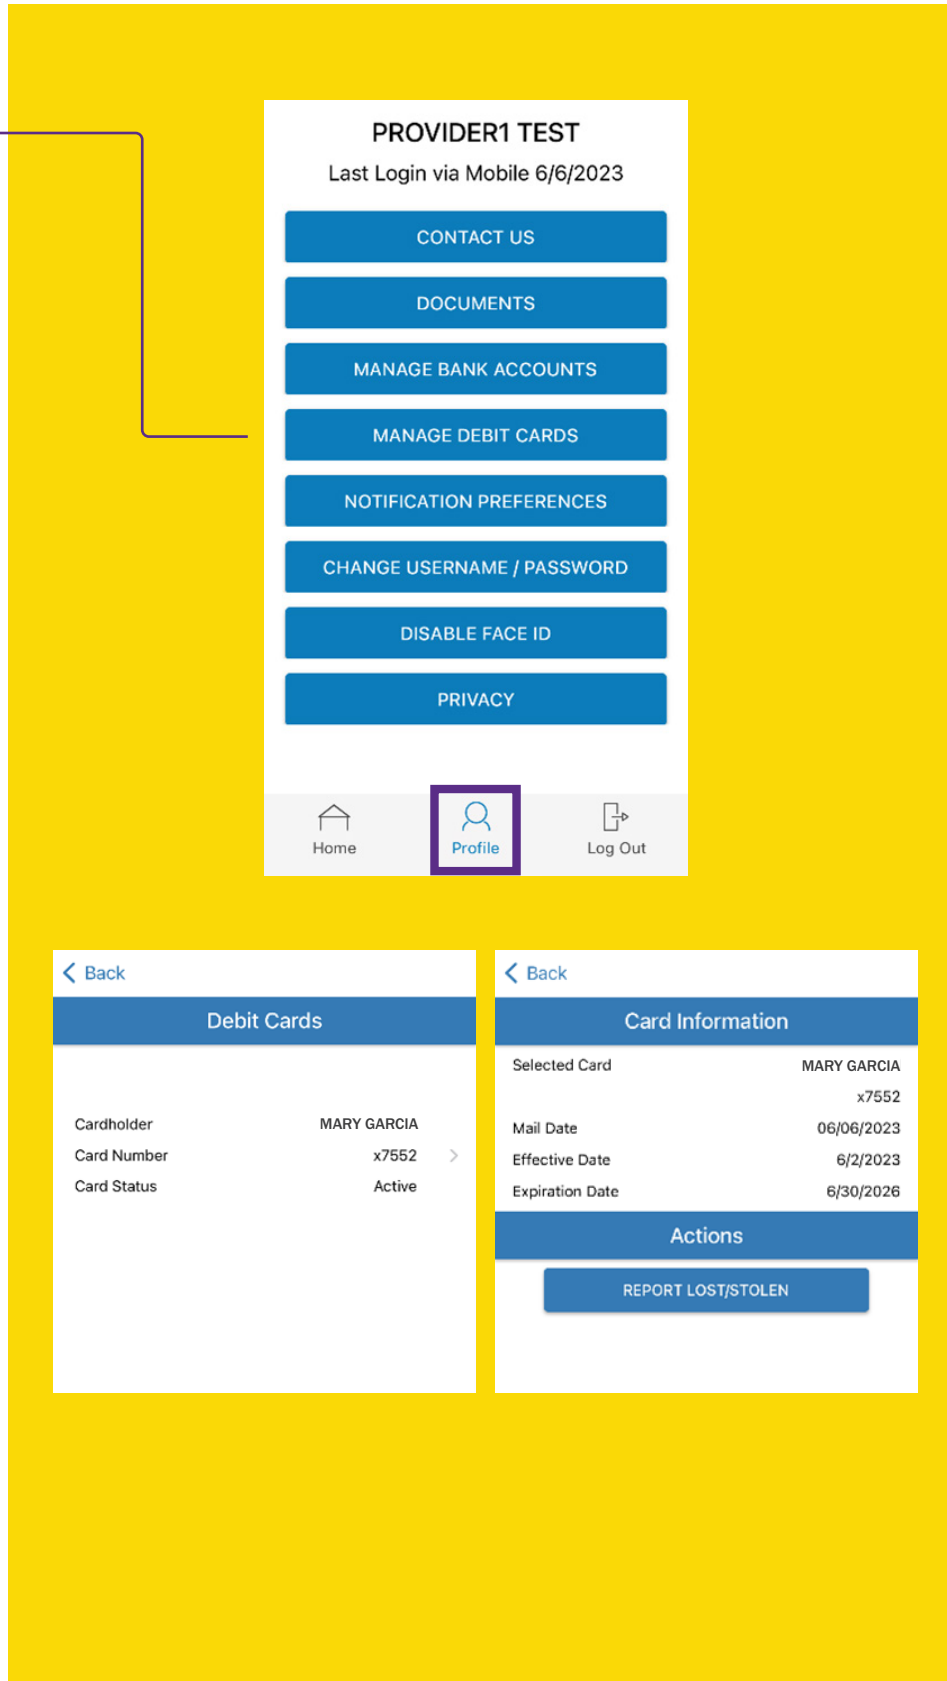 PROVIDER1 TEST
Last Login via Mobile 6/6/2023
CONTACT US
DOCUMENTS
MANAGE BANK ACCOUNTS
MANAGE DEBIT CARDS
NOTIFICATION PREFERENCES
CHANGE USERNAME / PASSWORD
DISABLE FACE ID
PRIVACY
Home Profile Log Out
Back
Debit Cards
Cardholder MARY GARCIA
Card Number x7552
Card Status Active
Back
Card Information
Selected Card MARY GARCIA
x7552
Mail Date 06/06/2023
Effective Date 6/2/2023
Expiration Date 6/30/2026
Actions
REPORT LOST/STOLEN